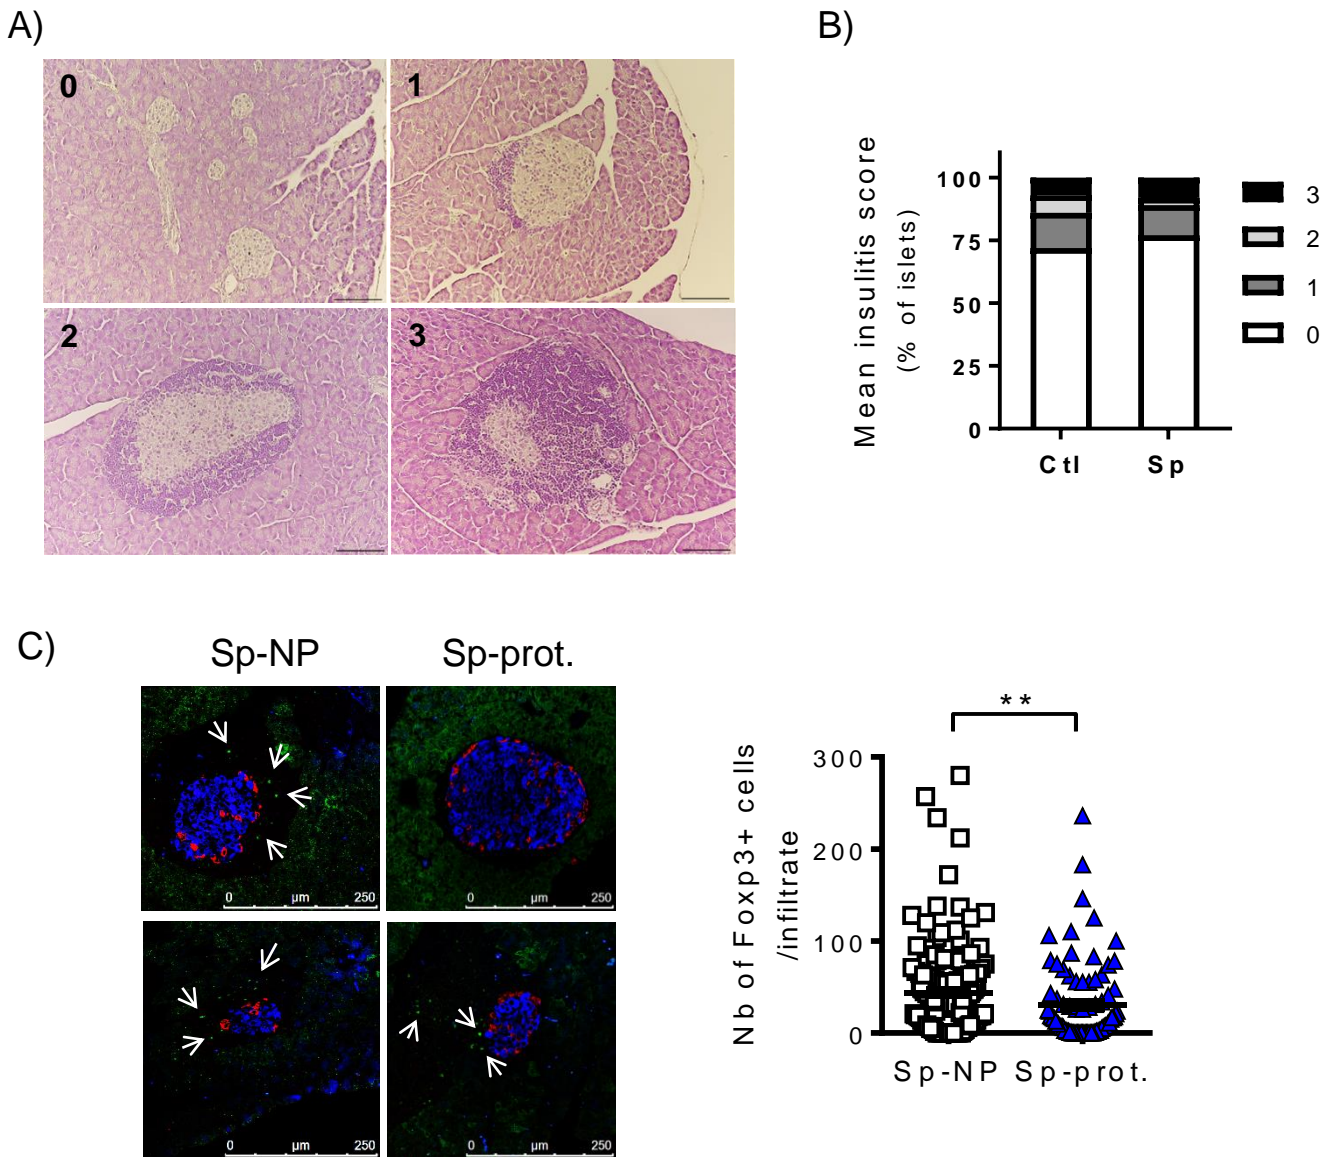 A)
B)
0
1
2
3
Mean insulitis score
(% of islets)
100
75
50
25
0
Ctl
Sp
3
2
1
0
C)
Sp-NP
Sp-prot.
0 µm 250
0 µm 250
0 µm 250
0 µm 250
Nb of Foxp3+ cells
/infiltrate
**
300
200
100
0
Sp-NP
Sp-prot.